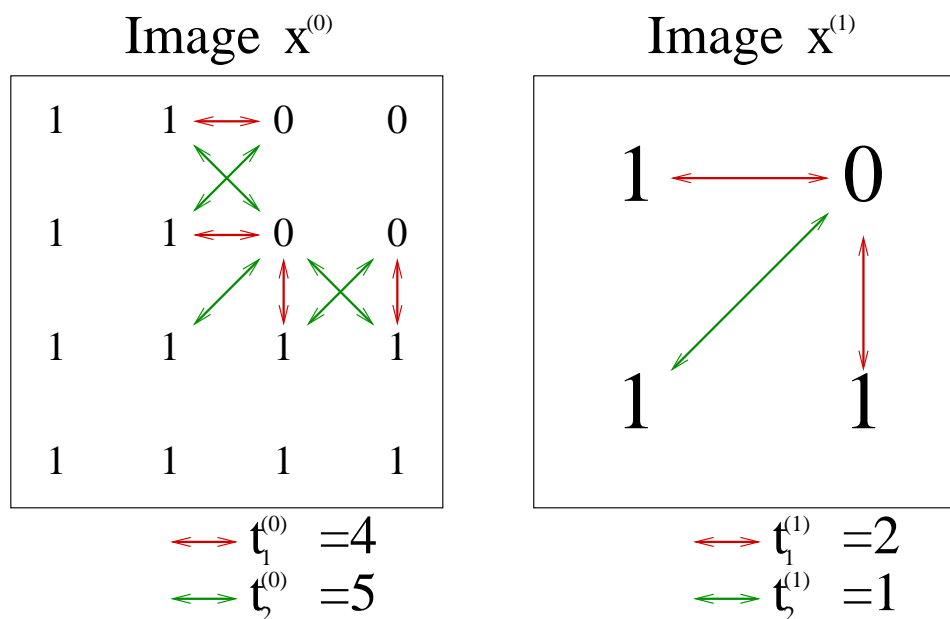 Image x⁽⁰⁾ Image x⁽¹⁾
1 1 0 0
1 1 0 0
1 1 1 1
1 1 1 1
1 0
1 1
t₁⁽⁰⁾ =4
t₂⁽⁰⁾ =5
t₁⁽¹⁾ =2
t₂⁽¹⁾ =1